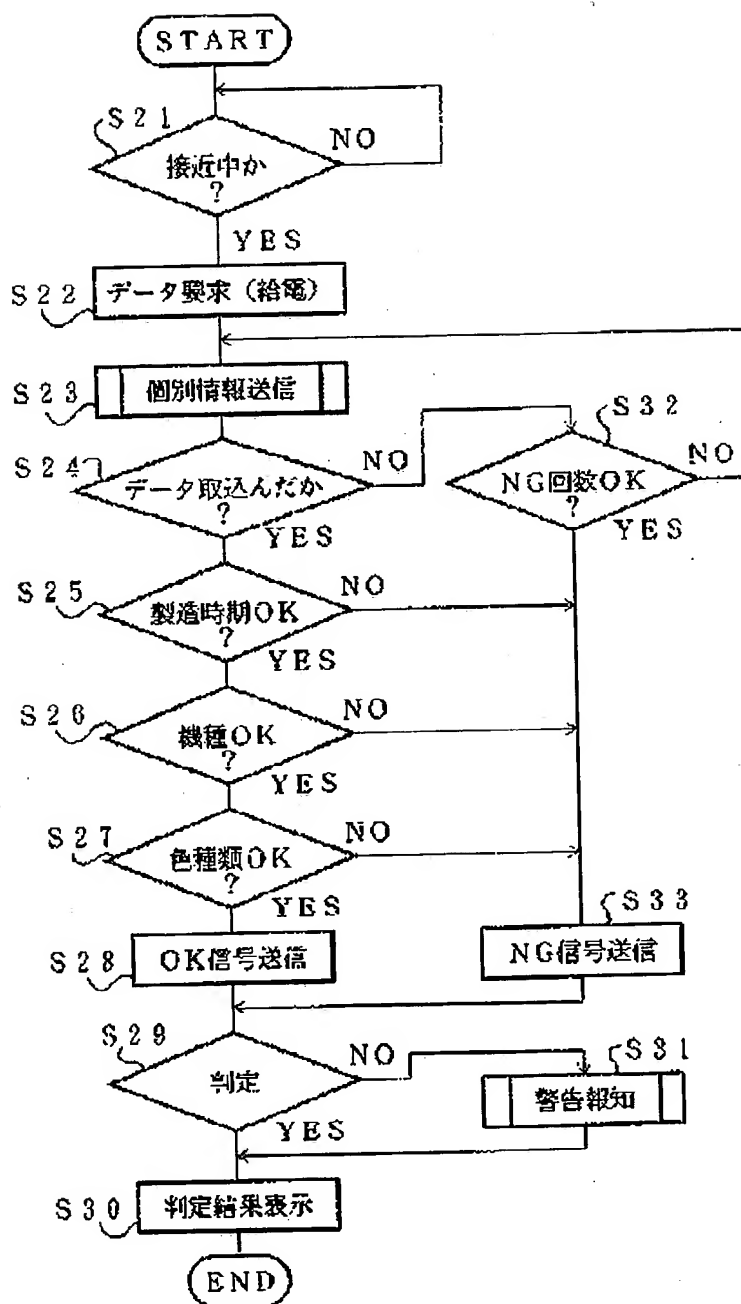 START
S21
接近中か
?
NO
YES
S22
データ要求(給電)
S23
個別情報送信
S24
データ取込んだか
?
NO
YES
S32
NG回数OK
?
NO
YES
S25
製造時期OK
?
NO
YES
S26
機種OK
?
NO
YES
S27
色種類OK
?
NO
YES
S28
OK信号送信
S33
NG信号送信
S29
判定
NO
YES
S31
警告報知
S30
判定結果表示
END